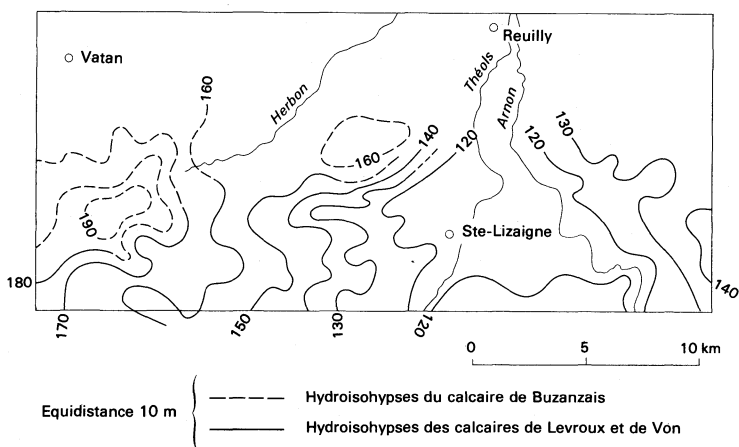 Reuilly
Vatan
Théols
Herbon
Arnon
160
130
140
120
120
160
190
Ste-Lizaigne
180
140
170
150
130
120
0 5 10 km
Hydroisohypses du calcaire de Buzanzais
Equidistance 10 m
Hydroisohypses des calcaires de Levroux et de Von